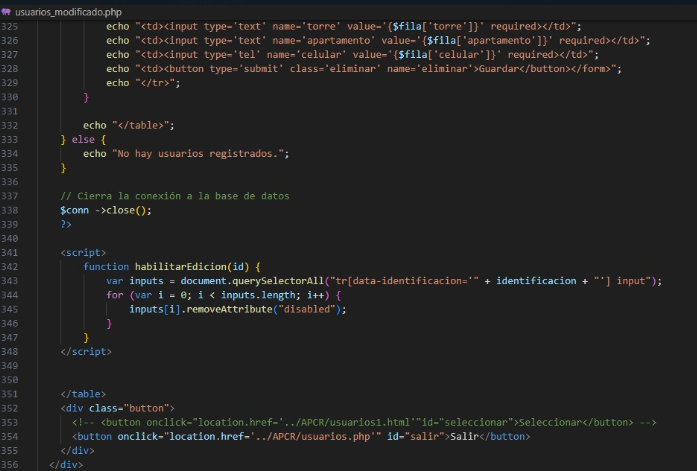 usuarios_modificado.php
325 echo "<td><input type='text' name='torre' value='{$fila['torre']}' required></td>";
326 echo "<td><input type='text' name='apartamento' value='{$fila['apartamento']}' required></td>";
327 echo "<td><input type='tel' name='celular' value='{$fila['celular']}' required></td>";
328 echo "<td><button type='submit' class='eliminar' name='eliminar'>Guardar</button></form>";
329 echo "</tr>";
330 }
331
332 echo "</table>";
333 } else {
334 echo "No hay usuarios registrados.";
335 }
336
337 // Cierra la conexión a la base de datos
338 $conn ->close();
339 ?>
340
341 <script>
342 function habilitarEdicion(id) {
343 var inputs = document.querySelectorAll("tr[data-identificacion='" + identificacion + "'] input");
344 for (var i = 0; i < inputs.length; i++) {
345 inputs[i].removeAttribute("disabled");
346 }
347 }
348 </script>
349
350
351 </table>
352 <div class="button">
353 <!-- <button onclick="location.href='../APCR/usuarios1.html'"id="seleccionar">Seleccionar</button> -->
354 <button onclick="location.href='../APCR/usuarios.php'" id="salir">Salir</button>
355 </div>
356 </div>